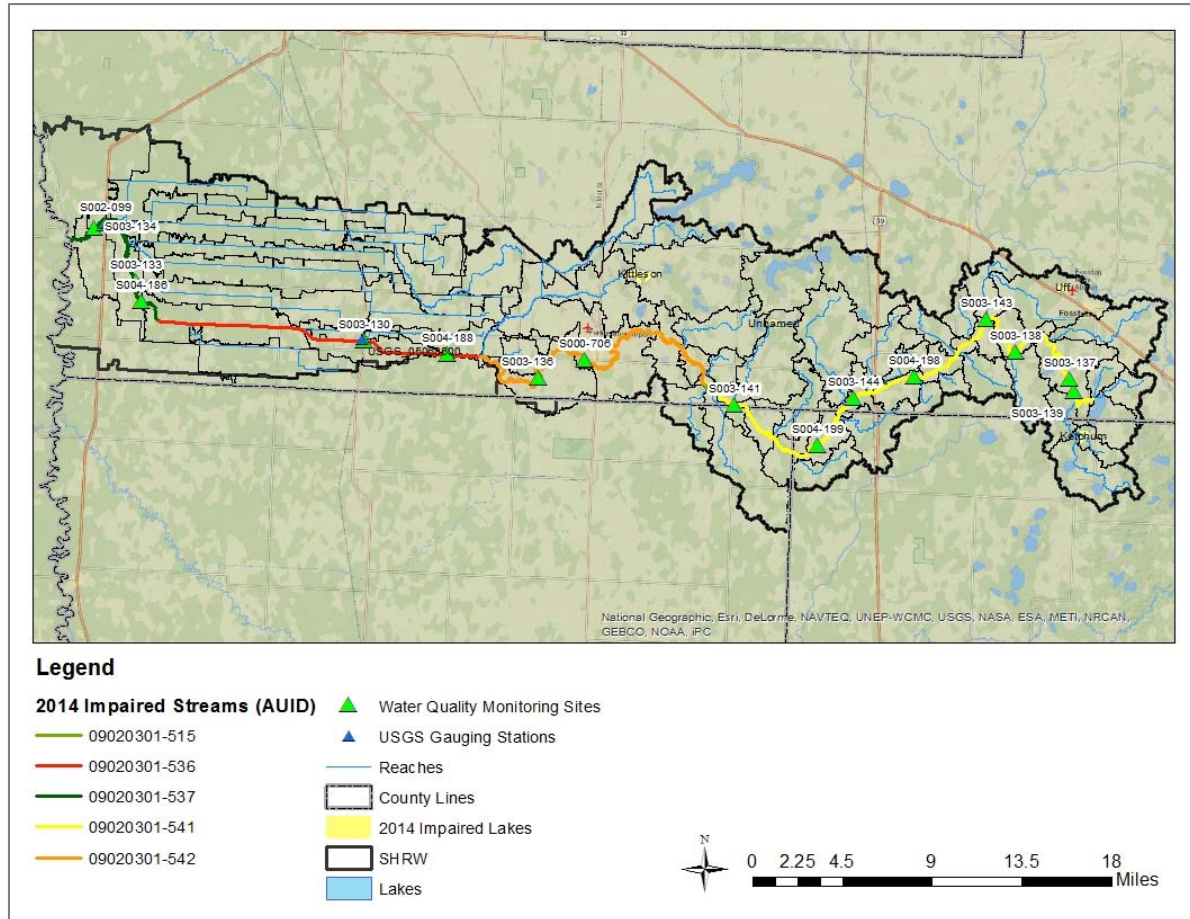 S002-099
S003-134
S003-133
S004-186
S003-130
S004-188
S003-136
S000-706
Kittleson
Unnamed
59
S003-141
S004-199
S003-144
S004-198
S003-143
S003-138
S003-137
S003-139
Uff
Ketchum
National Geographic, Esri, DeLorme, NAVTEQ, UNEP-WCMC, USGS, NASA, ESA, METI, NRCAN,
GEBCO, NOAA, iPC
Legend
2014 Impaired Streams (AUID)
09020301-515
09020301-536
09020301-537
09020301-541
09020301-542
Water Quality Monitoring Sites
USGS Gauging Stations
Reaches
County Lines
2014 Impaired Lakes
SHRW
Lakes
N
0 2.25 4.5 9 13.5 18
Miles